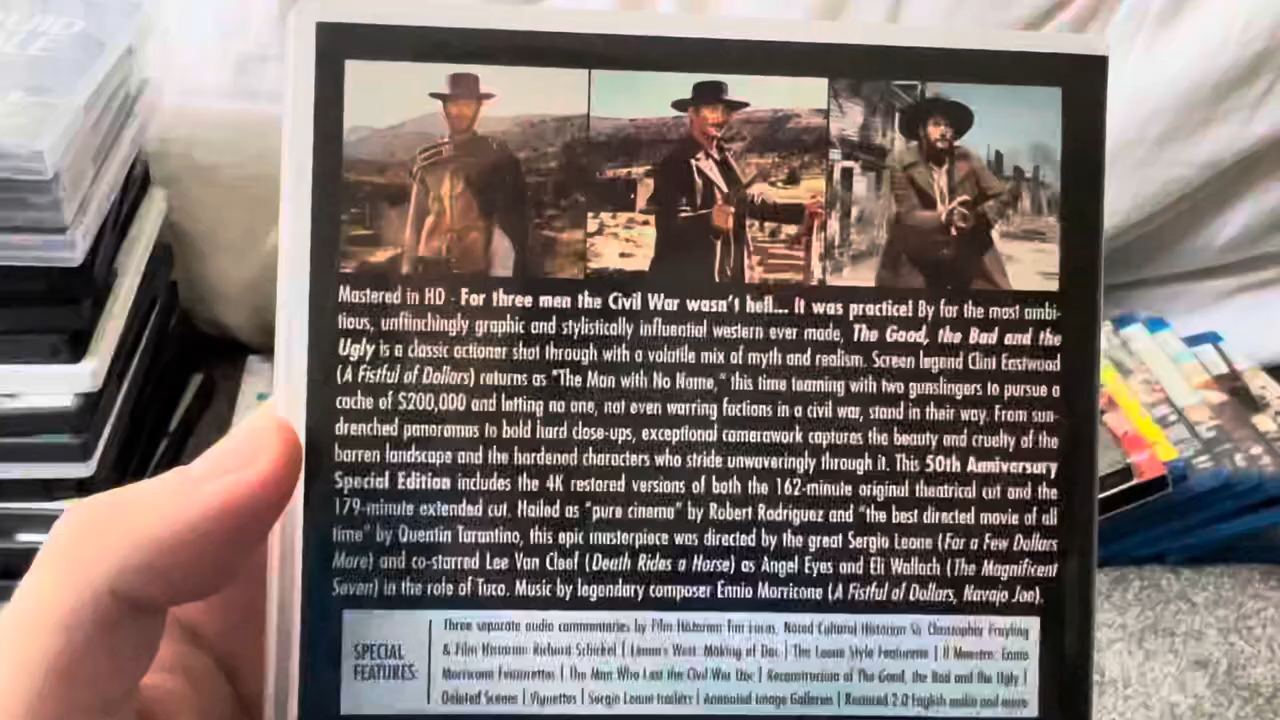 Mastered in HD - For three men the Civil War wasn't hell... It was practice! By far the most ambi-
tious, unflinchingly graphic and stylistically influential western ever made, The Good, the Bad and the
Ugly is a classic actioner shot through with a volatile mix of myth and realism. Screen legend Clint Eastwood
(A Fistful of Dollars) returns as "The Man with No Name," this time teaming with two gunslingers to pursue a
cache of $200,000 and letting no one, not even warring factions in a civil war, stand in their way. From sun-
drenched panoramas to bold hard close-ups, exceptional camerawork captures the beauty and cruelty of the
barren landscape and the hardened characters who stride unwaveringly through it. This 50th Anniversary
Special Edition includes the 4K restored versions of both the 162-minute original theatrical cut and the
179-minute extended cut. Hailed as "pure cinema" by Robert Rodriguez and "the best directed movie of all
time" by Quentin Tarantino, this epic masterpiece was directed by the great Sergio Leone (For a Few Dollars
More) and co-starred Lee Van Cleef (Death Rides a Horse) as Angel Eyes and Eli Wallach (The Magnificent
Seven) in the role of Tuco. Music by legendary composer Ennio Morricone (A Fistful of Dollars, Navajo Joe).
SPECIAL
FEATURES:
Three separate audio commentaries by Film Historian Tim Lucas, Noted Cultural Historian Sir Christopher Frayling
& Film Historian Richard Schickel | Leone's West: Making of Doc | The Leone Style Featurette | Il Maestro: Ennio
Morricone Featurettes | The Man Who Lost the Civil War Doc | Reconstruction of The Good, the Bad and the Ugly |
Deleted Scenes | Vignettes | Sergio Leone trailers | Animated Image Galleries | Restored 2.0 English audio and more